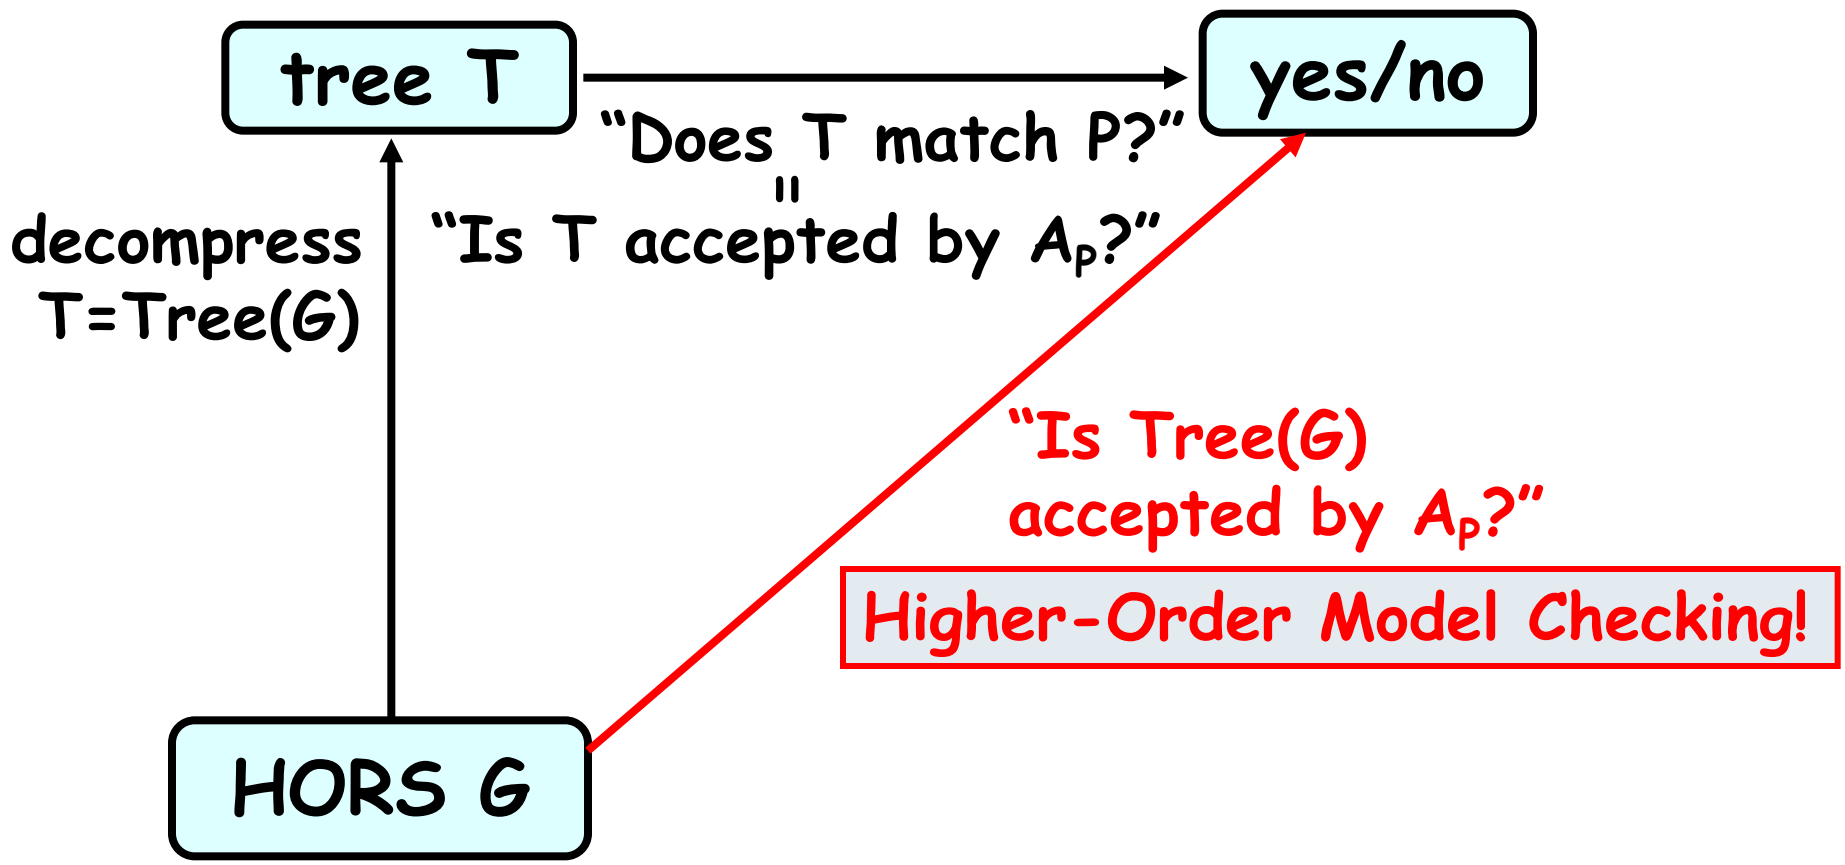 tree T
yes/no
“Does T match P?”
=
“Is T accepted by AP?”
decompress
T=Tree(G)
“Is Tree(G)
accepted by AP?”
Higher-Order Model Checking!
HORS G